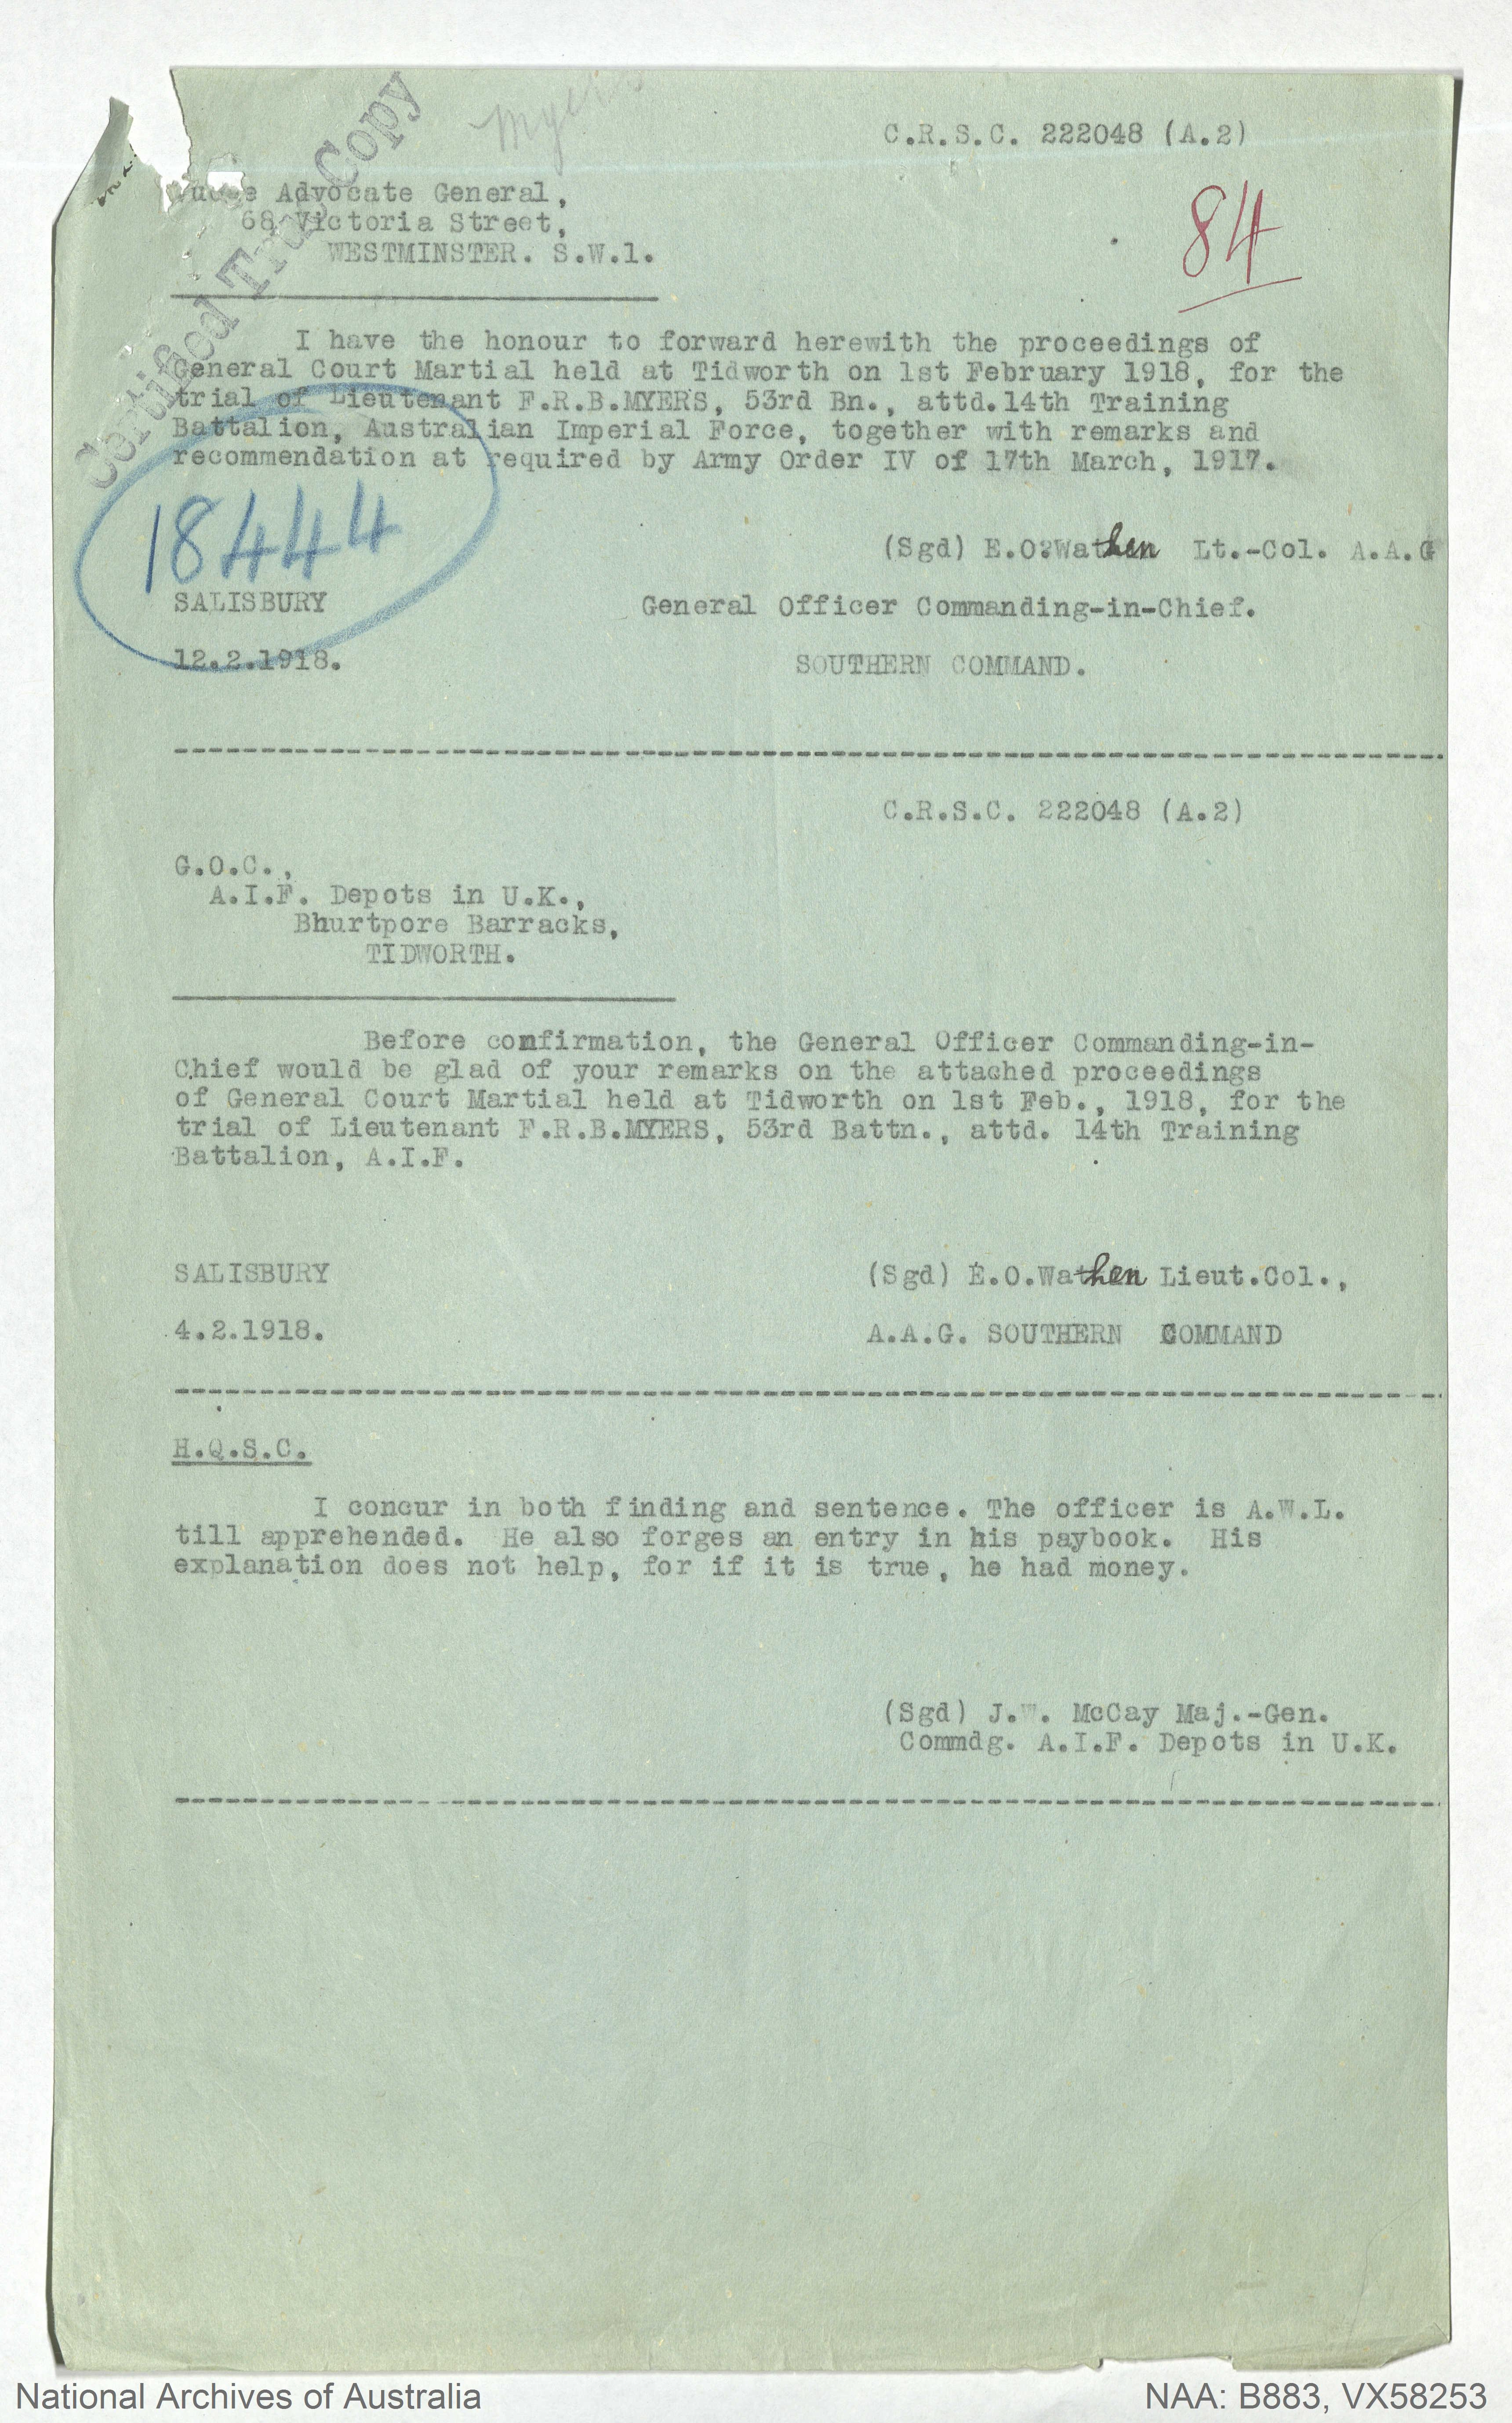 Certified True Copy
Myers
C.R.S.C. 222048 (A.2)
84
Advocate General,
68 Victoria Street,
WESTMINSTER. S.W.1.
I have the honour to forward herewith the proceedings of
General Court Martial held at Tidworth on 1st February 1918, for the
trial of Lieutenant F.R.B.MYERS, 53rd Bn., attd.14th Training
Battalion, Australian Imperial Force, together with remarks and
recommendation at required by Army Order IV of 17th March, 1917.
18444
(Sgd) E.O.Wathen Lt.-Col. A.A.G
SALISBURY General Officer Commanding-in-Chief.
12.2.1918. SOUTHERN COMMAND.
C.R.S.C. 222048 (A.2)
G.O.C.,
A.I.F. Depots in U.K.,
Bhurtpore Barracks,
TIDWORTH.
Before confirmation, the General Officer Commanding-in-
Chief would be glad of your remarks on the attached proceedings
of General Court Martial held at Tidworth on 1st Feb., 1918, for the
trial of Lieutenant F.R.B.MYERS, 53rd Battn., attd. 14th Training
Battalion, A.I.F.
SALISBURY (Sgd) E.O.Wathen Lieut.Col.,
4.2.1918. A.A.G. SOUTHERN COMMAND
H.Q.S.C.
I concur in both finding and sentence. The officer is A.W.L.
till apprehended. He also forges an entry in his paybook. His
explanation does not help, for if it is true, he had money.
(Sgd) J.W. McCay Maj.-Gen.
Commdg. A.I.F. Depots in U.K.
National Archives of Australia NAA: B883, VX58253